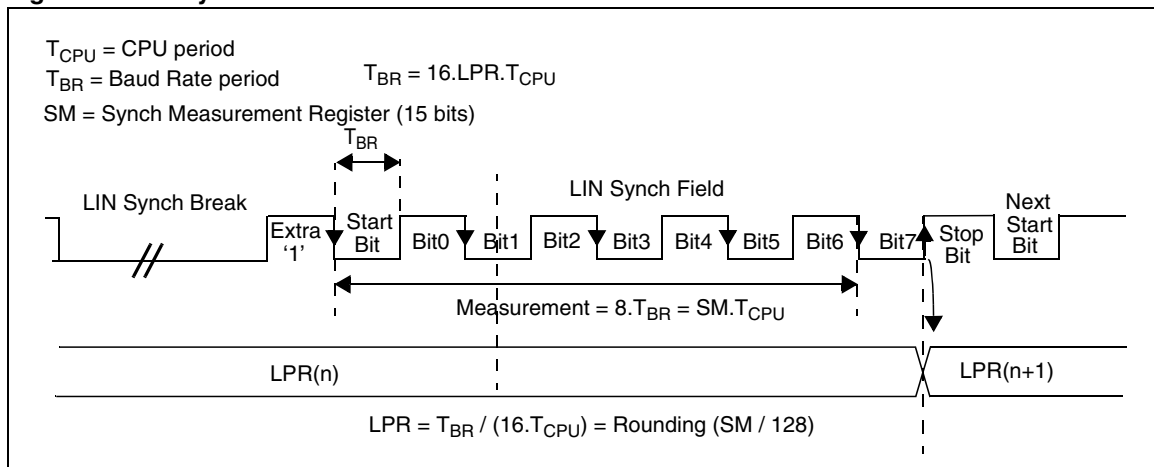 T_CPU = CPU period
T_BR = Baud Rate period T_BR = 16.LPR.T_CPU
SM = Synch Measurement Register (15 bits)
T_BR
LIN Synch Break LIN Synch Field Next
Extra Start Start
'1' Bit Bit0 Bit1 Bit2 Bit3 Bit4 Bit5 Bit6 Bit7 Stop Bit
Bit
Measurement = 8.T_BR = SM.T_CPU
LPR(n) LPR(n+1)
LPR = T_BR / (16.T_CPU) = Rounding (SM / 128)